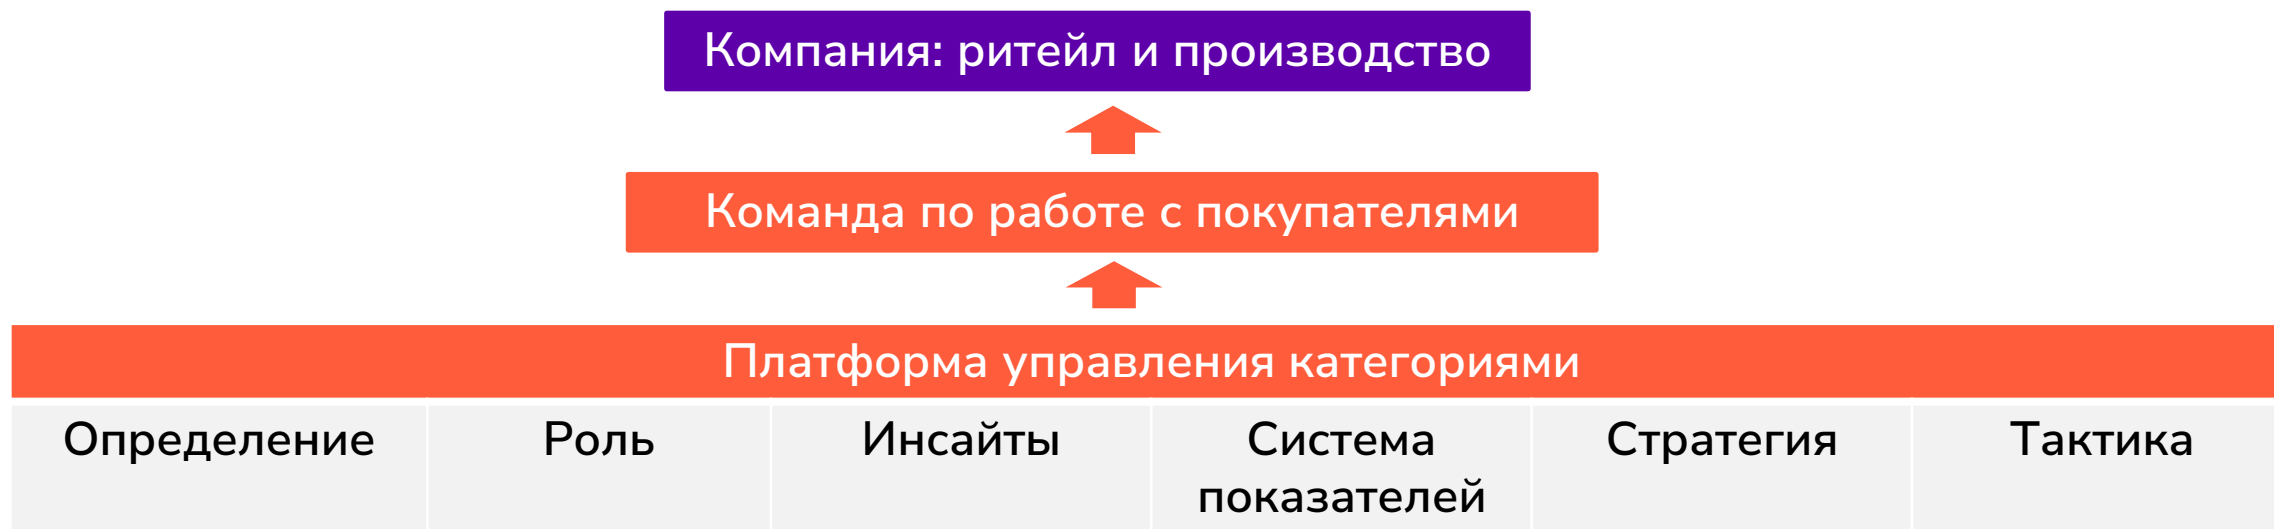 Компания: ритейл и производство
Команда по работе с покупателями
Платформа управления категориями
Определение
Роль
Инсайты
Система
показателей
Стратегия
Тактика